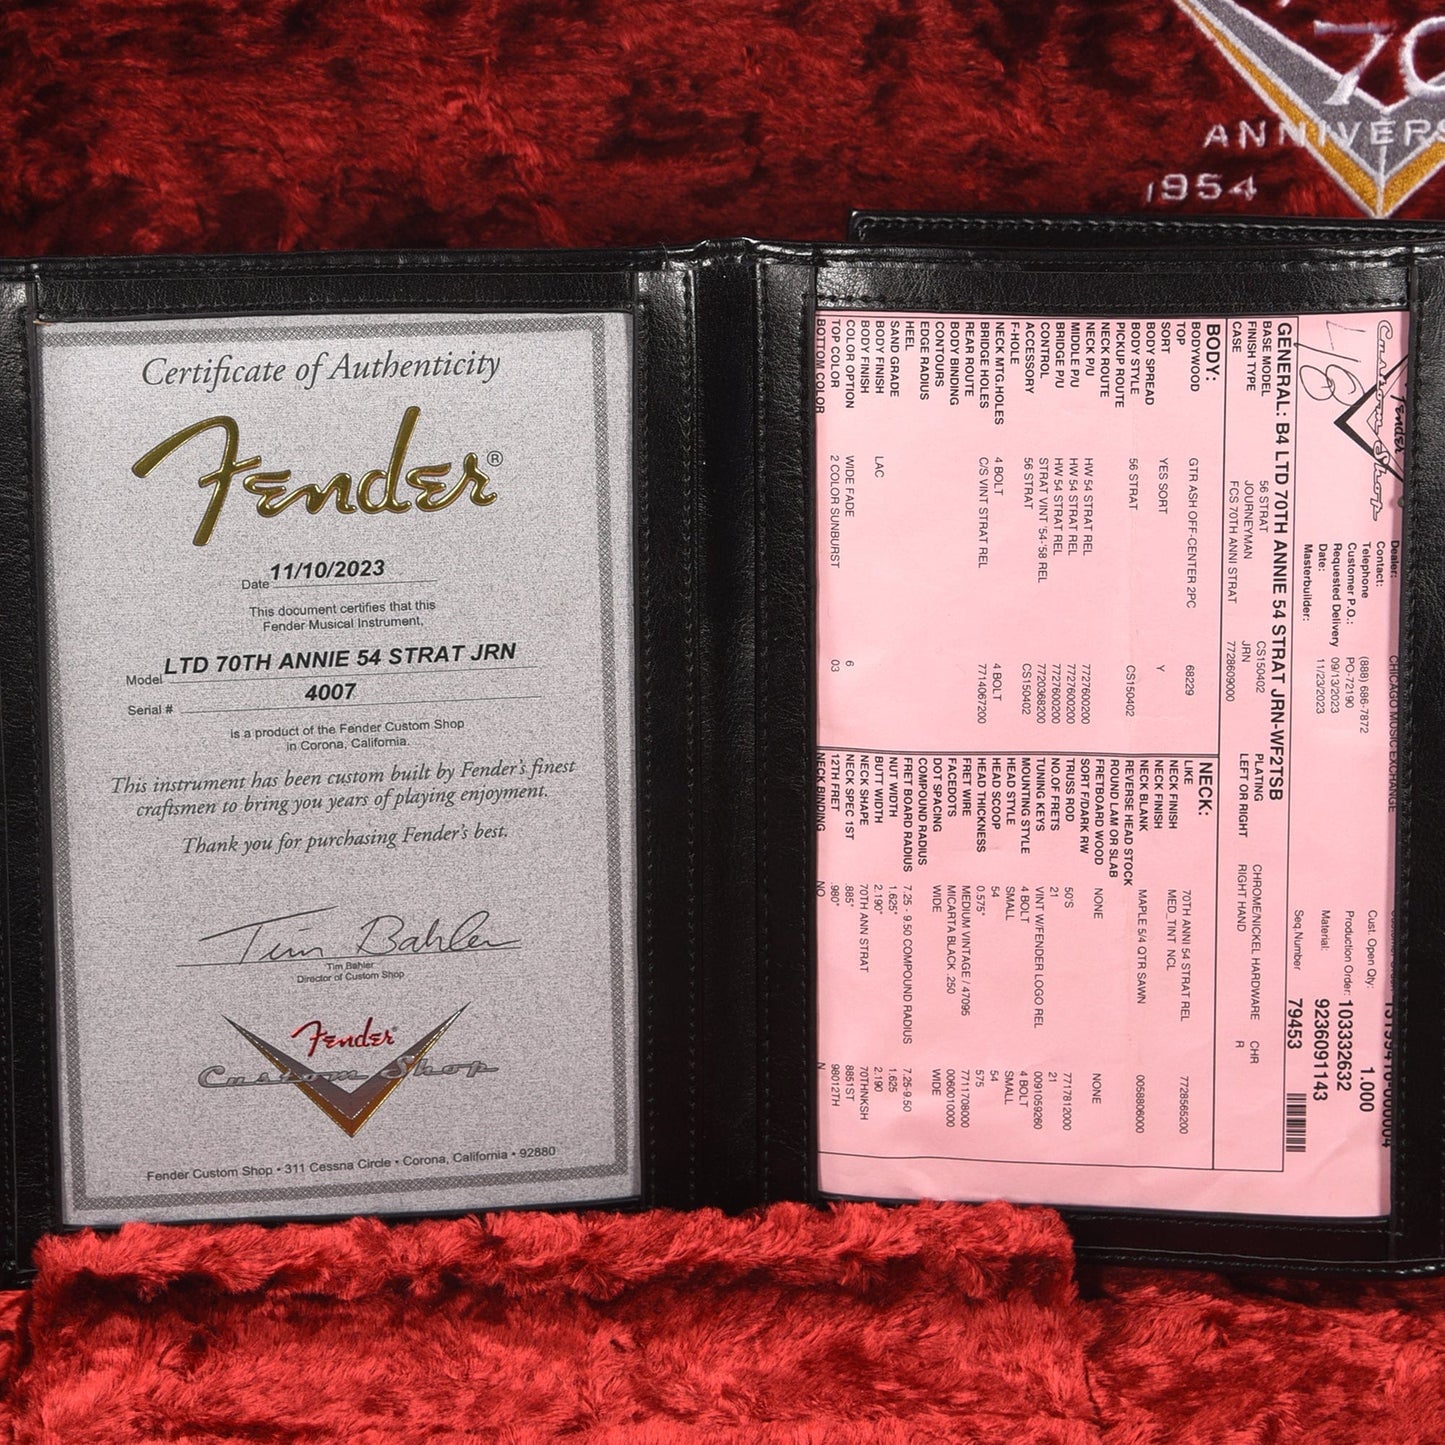 70
ANNIVERS
1954
Certificate of Authenticity
Fender®
Date 11/10/2023
This document certifies that this
Fender Musical Instrument,
Model LTD 70TH ANNIE 54 STRAT JRN
Serial # 4007
is a product of the Fender Custom Shop
in Corona, California.
This instrument has been custom built by Fender's finest
craftsmen to bring you years of playing enjoyment.
Thank you for purchasing Fender's best.
Tim Bahler
Tim Bahler
Director of Custom Shop
Fender®
Custom Shop
Fender Custom Shop • 311 Cessna Circle • Corona, California • 92880
Fender
Custom Shop
Dealer: CHICAGO MUSIC EXCHANGE
Contact: Cust. Open Qty: 1.000
Telephone (888) 686-7872
Customer P.O.: PO-72190 Production Order: 103332632
Requested Delivery 09/13/2023
Date: 11/23/2023 Material: 9236091143
Masterbuilder: Seq.Number 79453
GENERAL: B4 LTD 70TH ANNIE 54 STRAT JRN-WF2TSB
BASE MODEL 56 STRAT CS150402 PLATING CHROME/NICKEL HARDWARE CHR
FINISH TYPE JOURNEYMAN JRN LEFT OR RIGHT RIGHT HAND R
CASE FCS 70TH ANNI STRAT 7728609000
BODY:
BODYWOOD GTR ASH OFF-CENTER 2PC 68229
TOP
SORT YES SORT Y
BODY SPREAD
BODY STYLE 56 STRAT CS150402
PICKUP ROUTE
NECK ROUTE
NECK P/U HW 54 STRAT REL 7727600200
MIDDLE P/U HW 54 STRAT REL 7727600200
BRIDGE P/U HW 54 STRAT REL 7727600200
CONTROL STRAT VINT '54-'58 REL 7720368200
ACCESSORY 56 STRAT CS150402
F-HOLE
NECK MTG.HOLES 4 BOLT 4 BOLT
BRIDGE HOLES C/S VINT STRAT REL 7714067200
REAR ROUTE
BODY BINDING
CONTOURS
EDGE RADIUS
HEEL
SAND GRADE
BODY FINISH LAC
BODY FINISH
COLOR OPTION WIDE FADE 6
TOP COLOR 2 COLOR SUNBURST 03
BOTTOM COLOR
NECK:
LIKE 70TH ANNI 54 STRAT REL 7728565200
NECK FINISH MED_TINT NCL
NECK FINISH
NECK BLANK MAPLE 5/4 QTR SAWN 0058806000
REVERSE HEAD STOCK
ROUND LAM OR SLAB
FRETBOARD WOOD NONE NONE
SORT F/DARK RW
TRUSS ROD 50'S 7717812000
NO.OF FRETS 21 21
TUNING KEYS VINT W/FENDER LOGO REL 0091059260
MOUNTING STYLE 4 BOLT 4 BOLT
HEAD STYLE SMALL SMALL
HEAD SCOOP 54 54
HEAD THICKNESS 0.575" 575
FRET WIRE MEDIUM VINTAGE / 47095 7711708000
FACEDOTS MICARTA BLACK .250 0060010000
DOT SPACING WIDE WIDE
COMPOUND RADIUS
FRET BOARD RADIUS 7.25 - 9.50 COMPOUND RADIUS 7.25-9.50
NUT WIDTH 1.625" 1.625
BUTT WIDTH 2.190" 2.190
NECK SHAPE 70TH ANN STRAT 70THNKSH
NECK SPEC 1ST .885" 8851ST
12TH FRET .980" 98012TH
NECK BINDING NO N